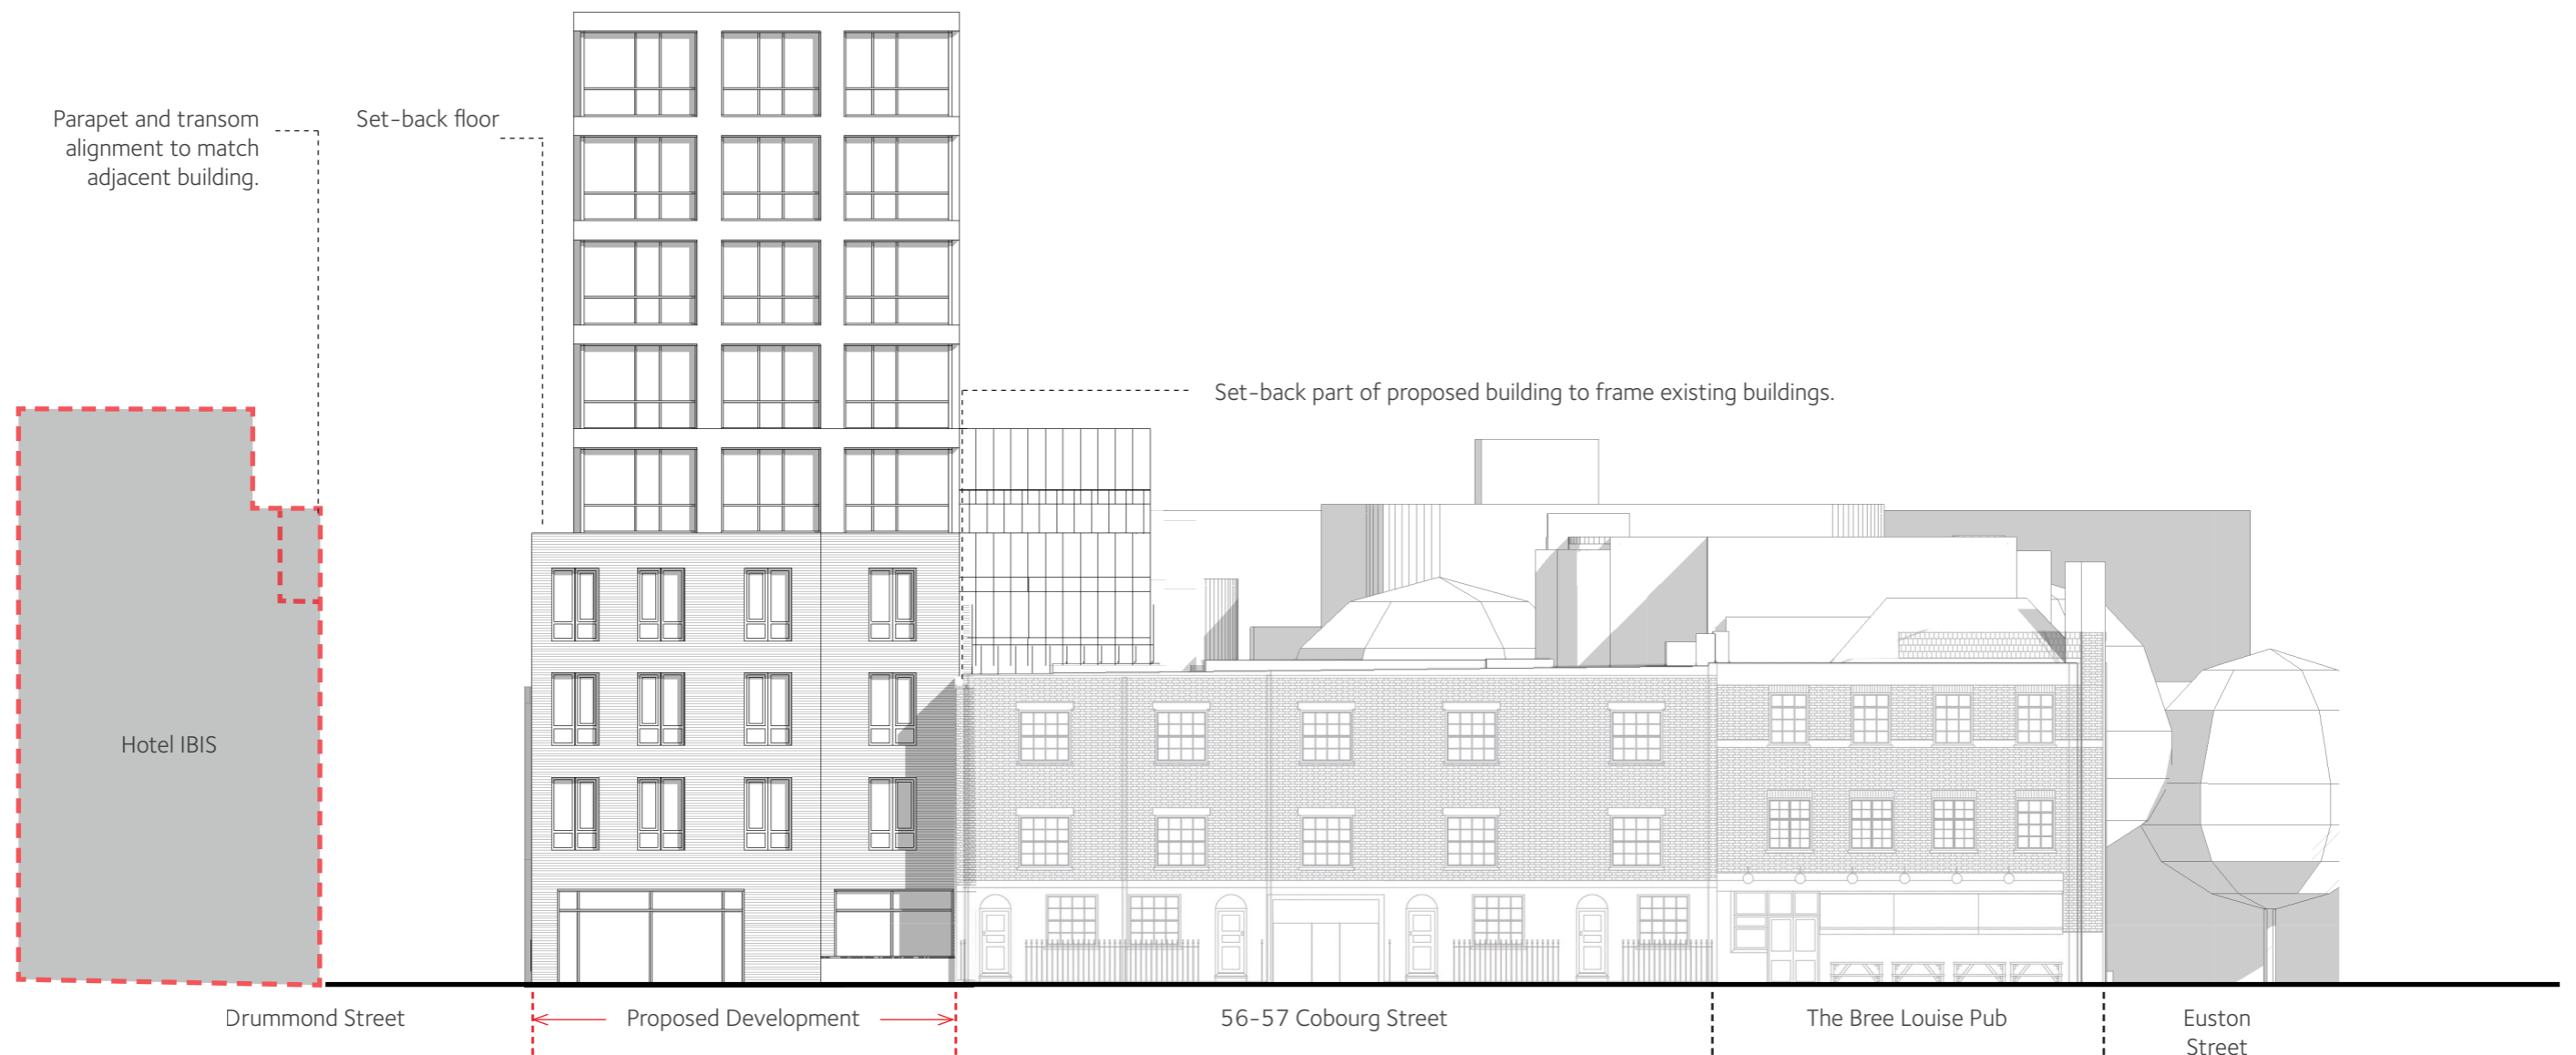 Parapet and transom
alignment to match
adjacent building.
Set-back floor
Set-back part of proposed building to frame existing buildings.
Hotel IBIS
Drummond Street
Proposed Development
56-57 Cobourg Street
The Bree Louise Pub
Euston
Street